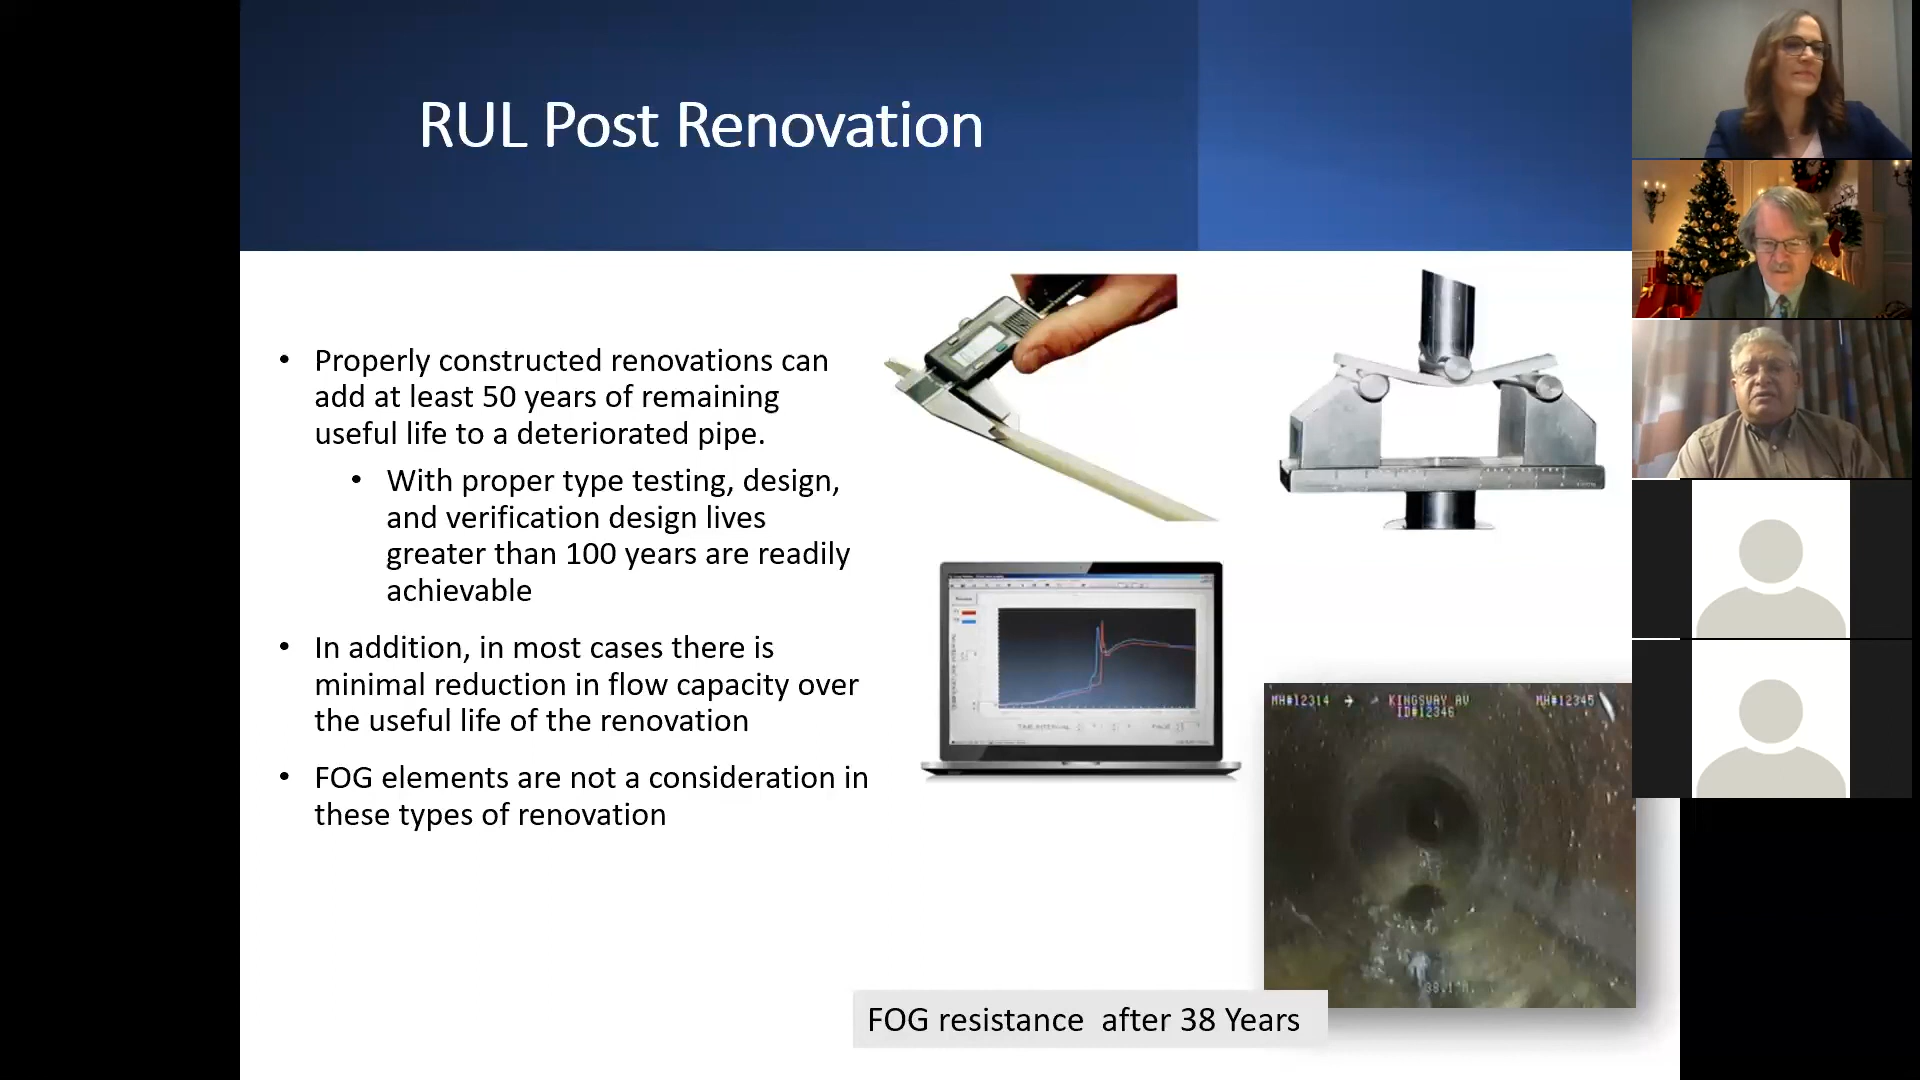 RUL Post Renovation
• Properly constructed renovations can
add at least 50 years of remaining
useful life to a deteriorated pipe.
• With proper type testing, design,
and verification design lives
greater than 100 years are readily
achievable
• In addition, in most cases there is
minimal reduction in flow capacity over
the useful life of the renovation
• FOG elements are not a consideration in
these types of renovation
MH#12314 → KINGSWAY AV MH#12345
ID#12346
FOG resistance after 38 Years